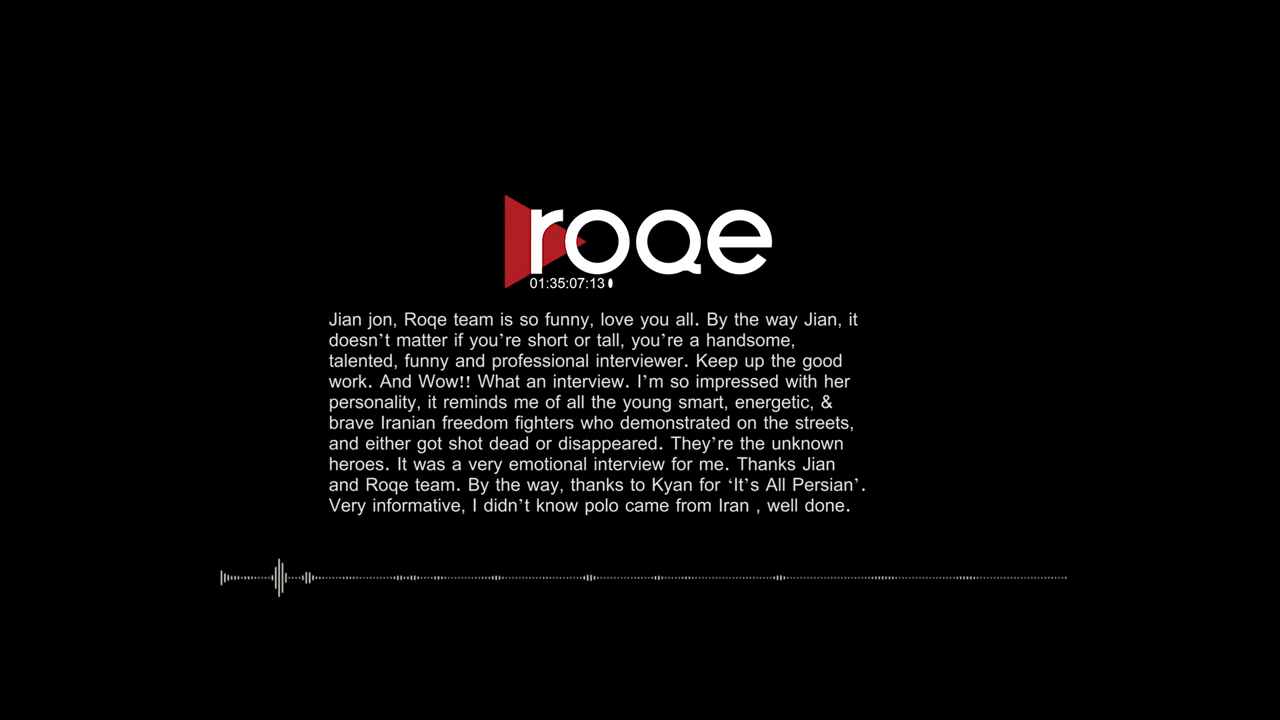 roqe
01:35:07:13
Jian jon, Roqe team is so funny, love you all. By the way Jian, it
doesn’t matter if you’re short or tall, you’re a handsome,
talented, funny and professional interviewer. Keep up the good
work. And Wow!! What an interview. I’m so impressed with her
personality, it reminds me of all the young smart, energetic, &
brave Iranian freedom fighters who demonstrated on the streets,
and either got shot dead or disappeared. They’re the unknown
heroes. It was a very emotional interview for me. Thanks Jian
and Roqe team. By the way, thanks to Kyan for ‘It’s All Persian’.
Very informative, I didn’t know polo came from Iran , well done.